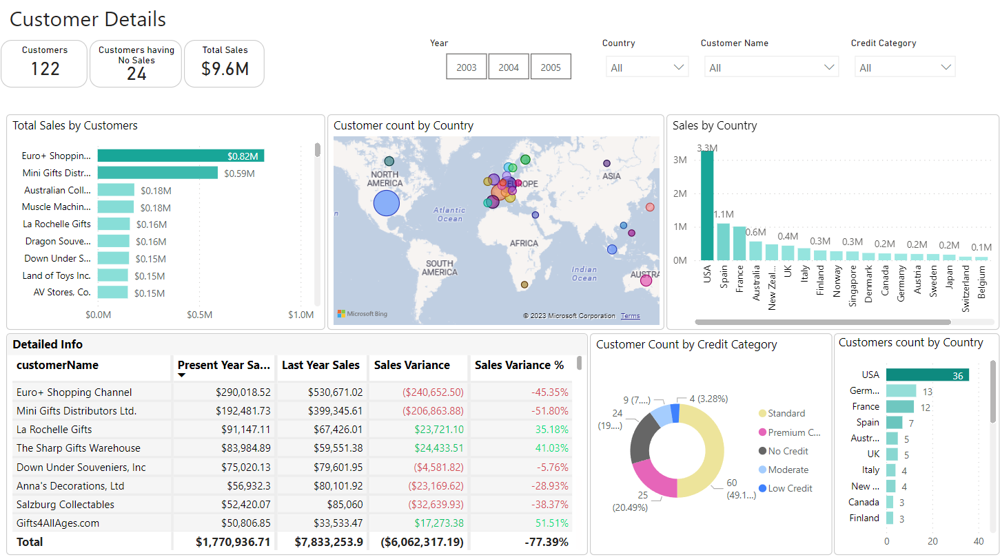 Customer Details
Customers
122
Customers having
No Sales
24
Total Sales
$9.6M
Year
2003 2004 2005
Country
All
Customer Name
All
Credit Category
All
Total Sales by Customers
Euro+ Shoppin... $0.82M
Mini Gifts Distr... $0.59M
Australian Coll... $0.18M
Muscle Machin... $0.18M
La Rochelle Gifts $0.16M
Dragon Souve... $0.16M
Down Under S... $0.15M
Land of Toys Inc. $0.15M
AV Stores, Co. $0.15M
$0.0M $0.5M $1.0M
Customer count by Country
NORTH
AMERICA
EUROPE
ASIA
Atlantic
Ocean
AFRICA
SOUTH
AMERICA
Indian
Ocean
AUSTRA
Microsoft Bing
© 2023 Microsoft Corporation Terms
Sales by Country
3M
2M
1M
0M
3.3M
1.1M
0.6M
0.4M
0.3M
0.3M
0.2M
0.2M
0.2M
0.1M
USA
Spain
France
Australia
New Zeal...
UK
Italy
Finland
Norway
Singapore
Denmark
Canada
Germany
Austria
Sweden
Japan
Switzerland
Belgium
Detailed Info
customerName Present Year Sa... Last Year Sales Sales Variance Sales Variance %
Euro+ Shopping Channel $290,018.52 $530,671.02 ($240,652.50) -45.35%
Mini Gifts Distributors Ltd. $192,481.73 $399,345.61 ($206,863.88) -51.80%
La Rochelle Gifts $91,147.11 $67,426.01 $23,721.10 35.18%
The Sharp Gifts Warehouse $83,984.89 $59,551.38 $24,433.51 41.03%
Down Under Souveniers, Inc $75,020.13 $79,601.95 ($4,581.82) -5.76%
Anna's Decorations, Ltd $56,932.3 $80,101.92 ($23,169.62) -28.93%
Salzburg Collectables $52,420.07 $85,060 ($32,639.93) -38.37%
Gifts4AllAges.com $50,806.85 $33,533.47 $17,273.38 51.51%
Total $1,770,936.71 $7,833,253.9 ($6,062,317.19) -77.39%
Customer Count by Credit Category
9 (7....)
4 (3.28%)
24
(19....)
60
(49.1...)
25
(20.49%)
Standard
Premium C...
No Credit
Moderate
Low Credit
Customers count by Country
USA 36
Germ... 13
France 12
Spain 7
Austr... 5
UK 5
Italy 4
New ... 4
Canada 3
Finland 3
0 20 40